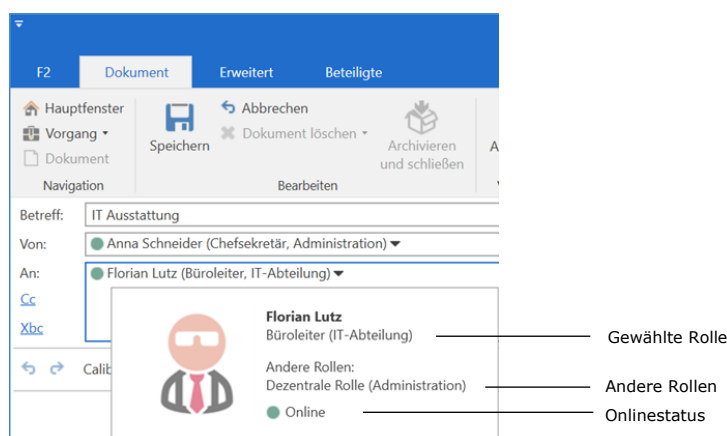 F2 Dokument Erweitert Beteiligte
Hauptfenster
Vorgang
Dokument
Navigation
Speichern
Abbrechen
Dokument löschen
Archivieren
und schließen
Bearbeiten
A
Betreff: IT Ausstattung
Von: Anna Schneider (Chefsekretär, Administration)
An: Florian Lutz (Büroleiter, IT-Abteilung)
Cc
Xbc
Calib
Florian Lutz
Büroleiter (IT-Abteilung)
Andere Rollen:
Dezentrale Rolle (Administration)
Online
Gewählte Rolle
Andere Rollen
Onlinestatus